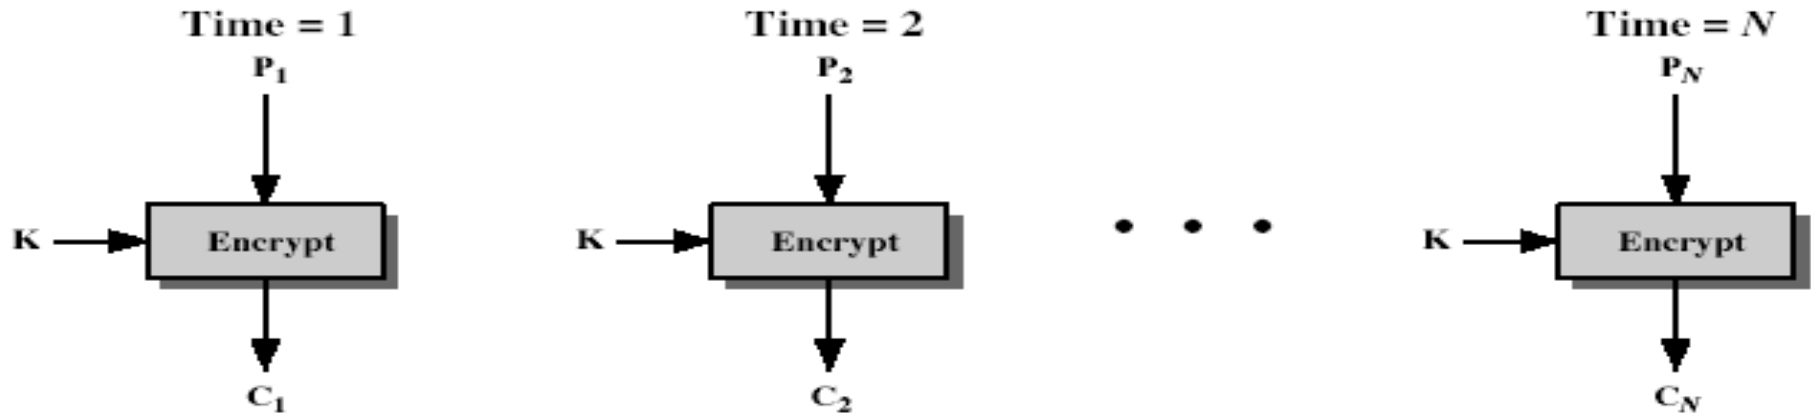 Time = 1 Time = 2 Time = N
P1 P2 PN
K Encrypt K Encrypt K Encrypt
C1 C2 CN